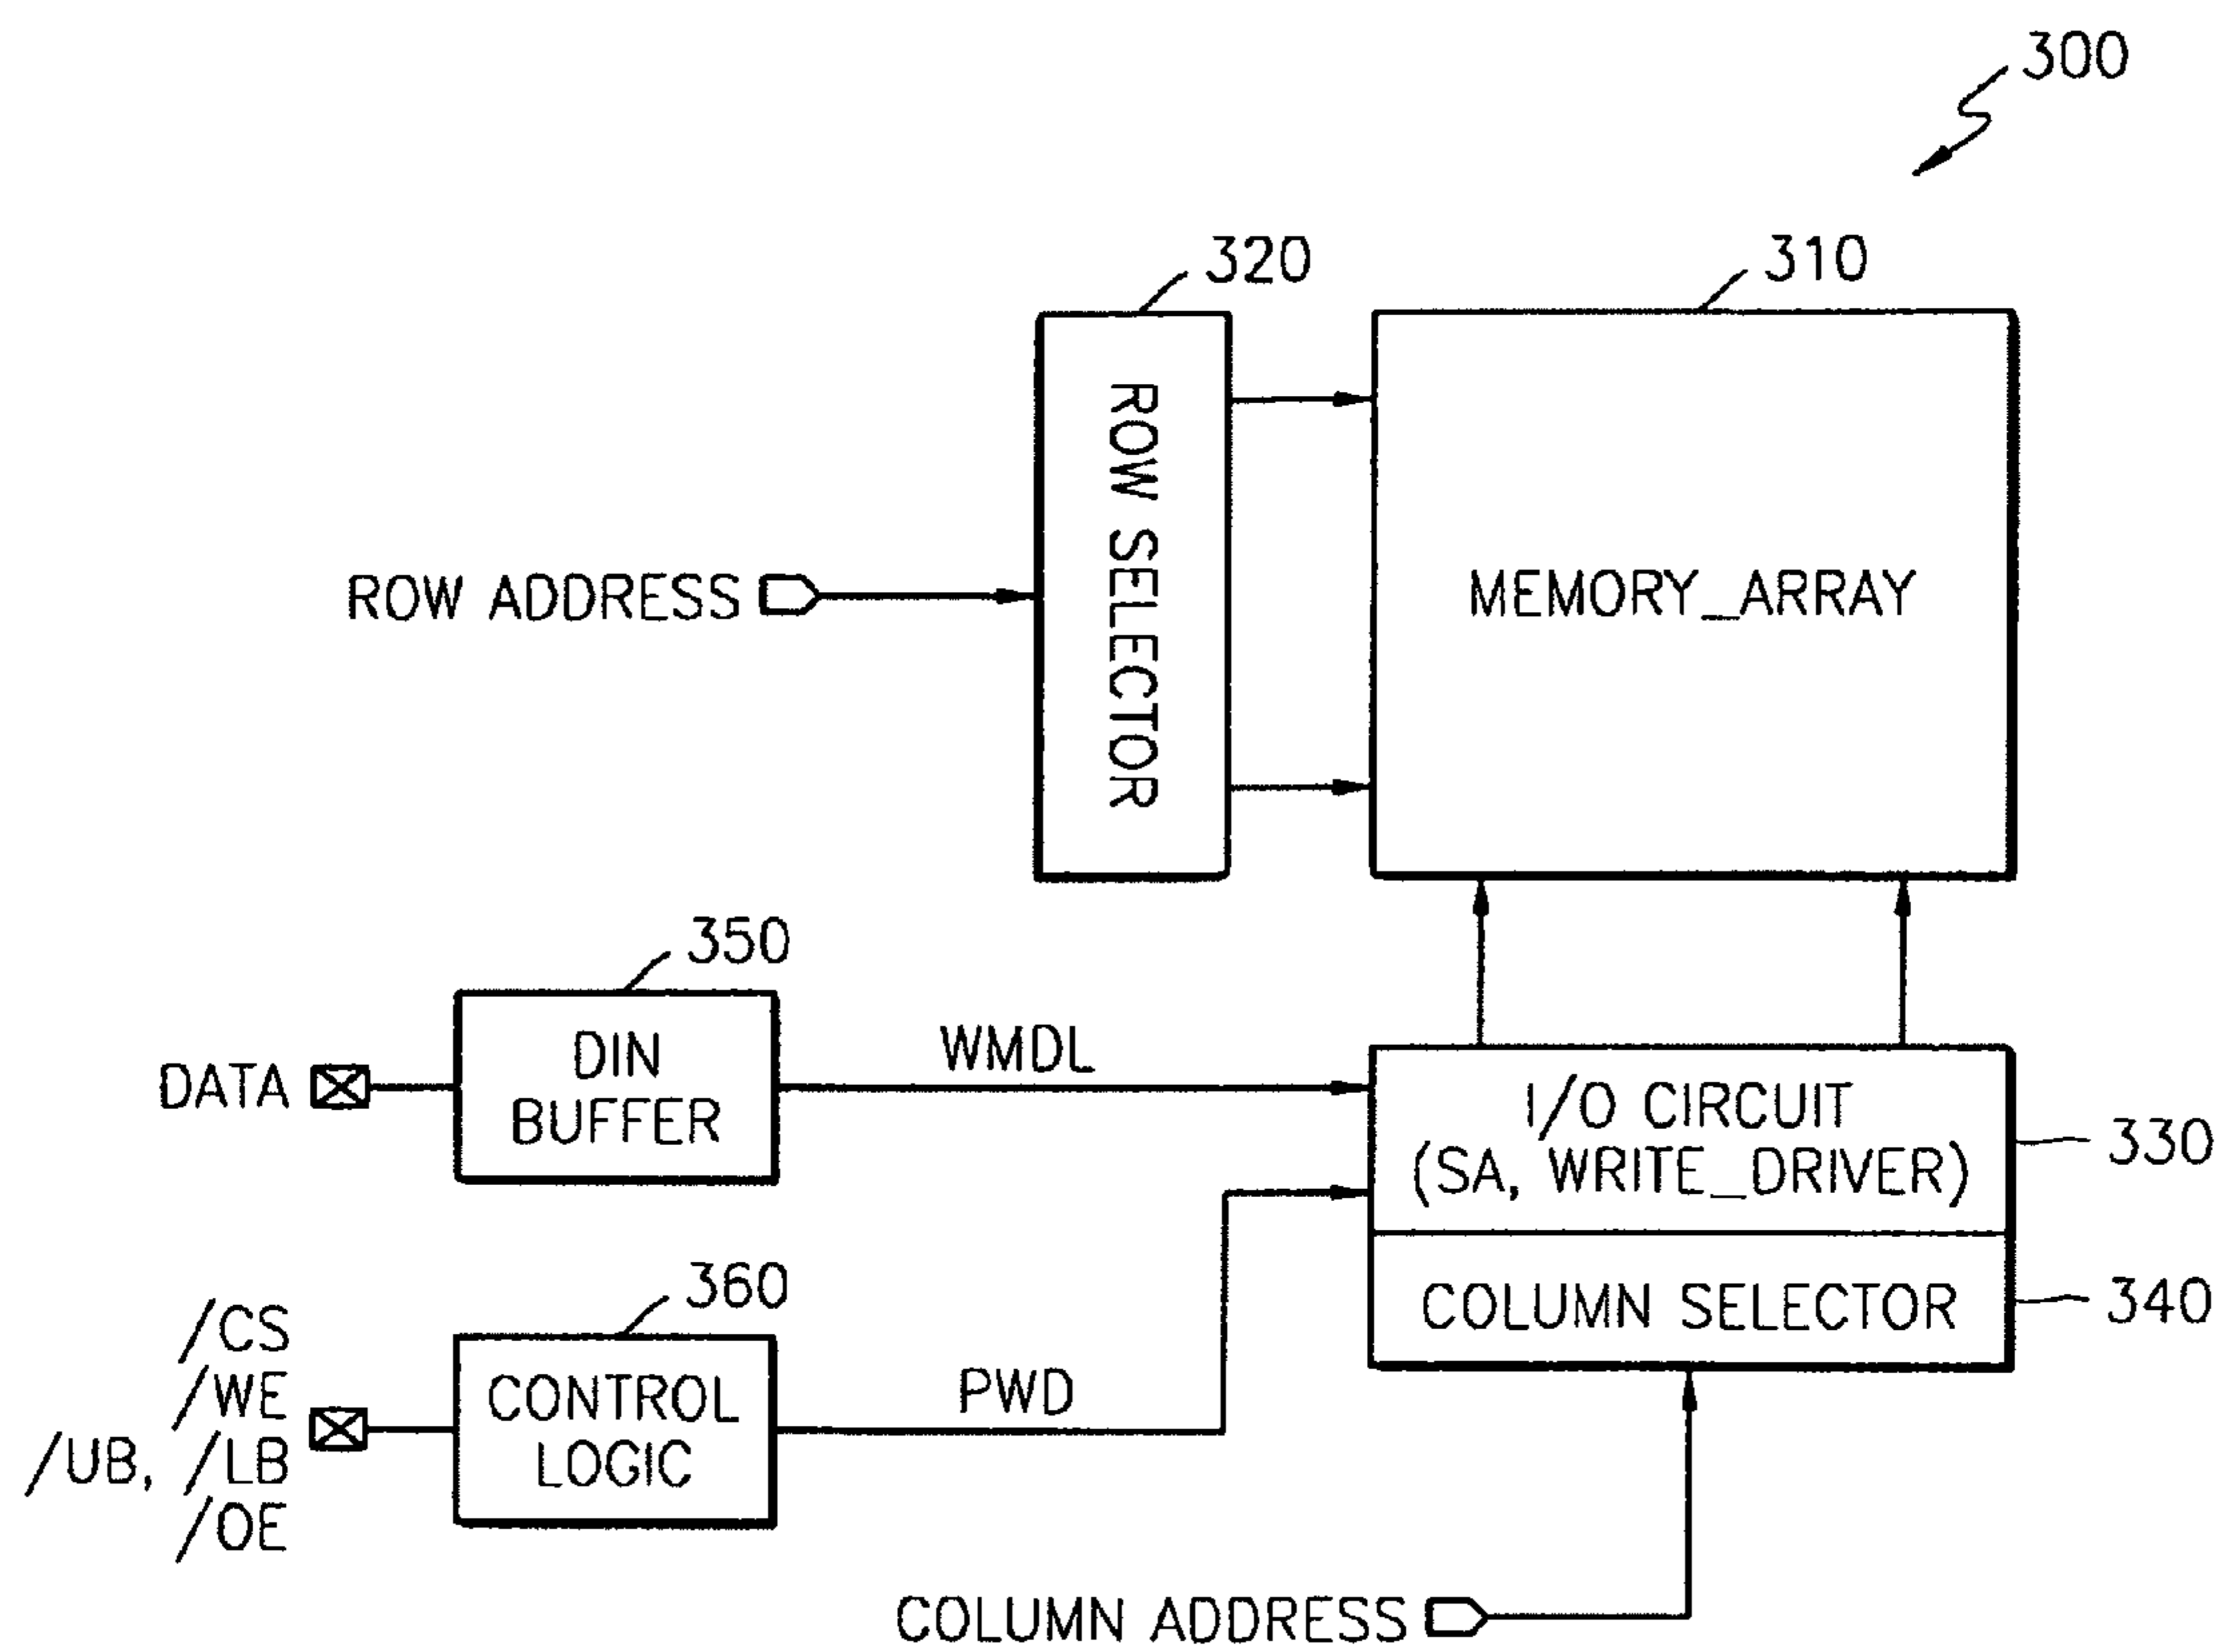 300
320
310
ROW SELECTOR
ROW ADDRESS
MEMORY_ARRAY
350
DIN
BUFFER
DATA
WMDL
I/O CIRCUIT
(SA, WRITE_DRIVER)
330
COLUMN SELECTOR
340
360
/CS
/WE
/UB, /LB
/OE
CONTROL
LOGIC
PWD
COLUMN ADDRESS